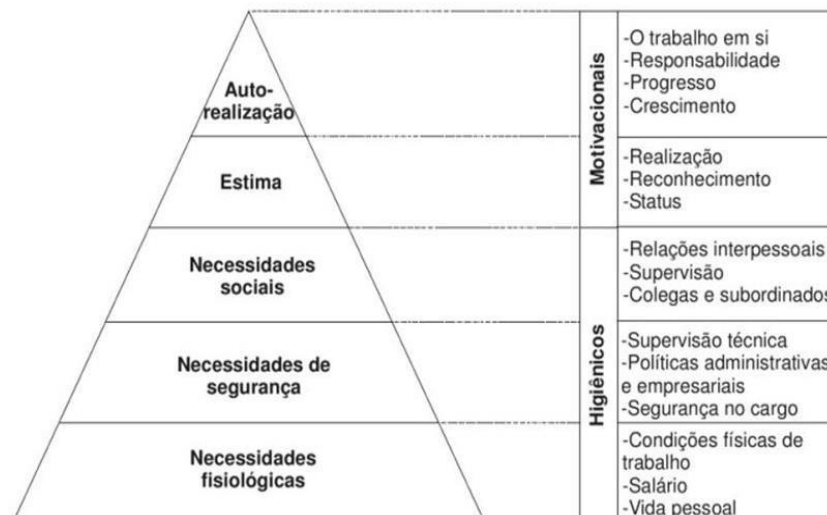 Auto-
realização
Motivacionais
-O trabalho em si
-Responsabilidade
-Progresso
-Crescimento
Estima
-Realização
-Reconhecimento
-Status
Necessidades
sociais
Higiênicos
-Relações interpessoais
-Supervisão
-Colegas e subordinados
Necessidades de
segurança
-Supervisão técnica
-Políticas administrativas
e empresariais
-Segurança no cargo
Necessidades
fisiológicas
-Condições físicas de
trabalho
-Salário
-Vida pessoal